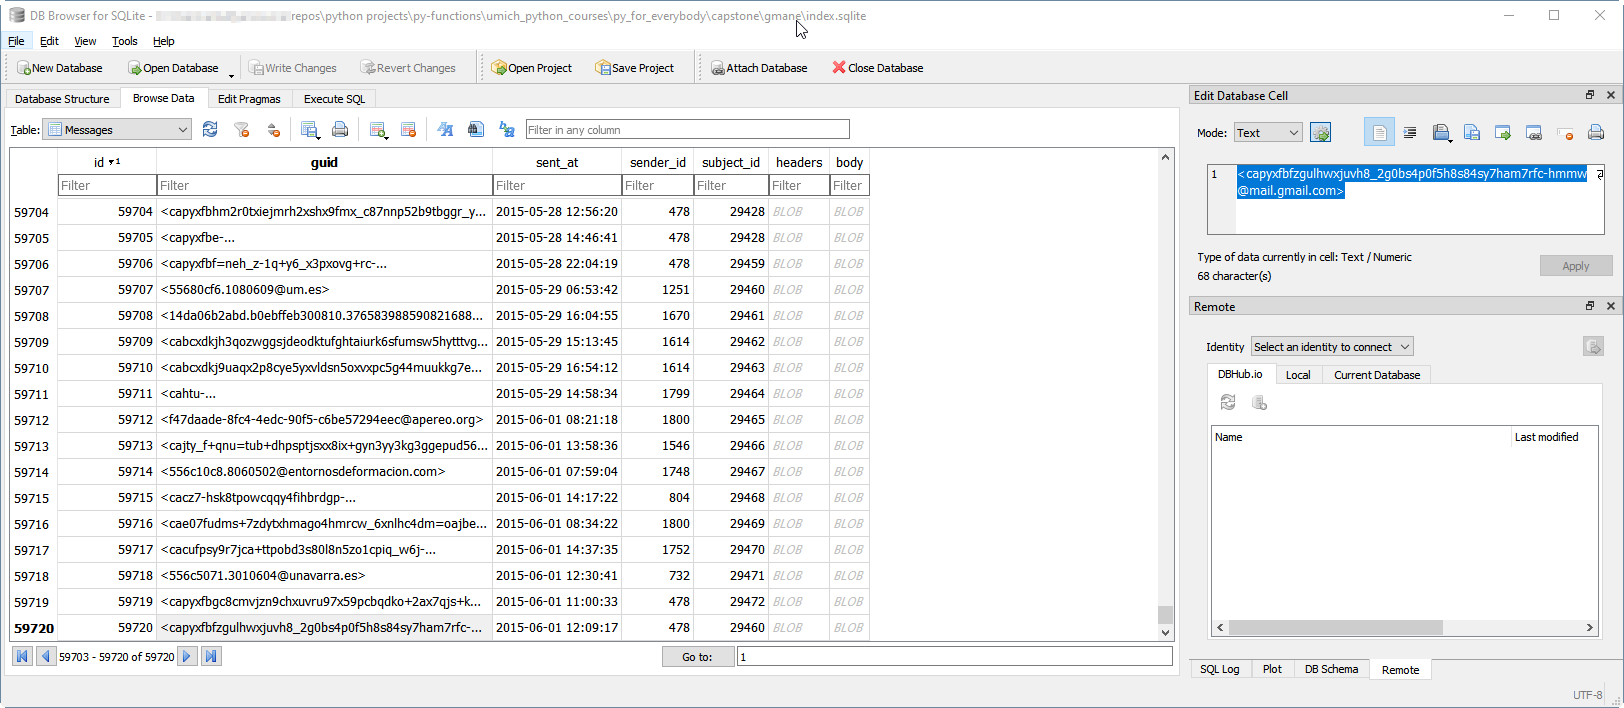 DB Browser for SQLite - repos\python projects\py-functions\umich_python_courses\py_for_everybody\capstone\gmane\index.sqlite
File Edit View Tools Help
New Database Open Database Write Changes Revert Changes Open Project Save Project Attach Database Close Database
Database Structure Browse Data Edit Pragmas Execute SQL
Table: Messages Filter in any column
id 1 guid sent_at sender_id subject_id headers body
Filter Filter Filter Filter Filter Filter Filter
59704 59704 <capyxfbhm2r0txiejmrh2xshx9fmx_c87nnp52b9tbggr_y... 2015-05-28 12:56:20 478 29428 BLOB BLOB
59705 59705 <capyxfbe-... 2015-05-28 14:46:41 478 29428 BLOB BLOB
59706 59706 <capyxfbf=neh_z-1q+y6_x3pxovg+rc-... 2015-05-28 22:04:19 478 29459 BLOB BLOB
59707 59707 <55680cf6.1080609@um.es> 2015-05-29 06:53:42 1251 29460 BLOB BLOB
59708 59708 <14da06b2abd.b0ebffeb300810.376583988590821688... 2015-05-29 16:04:55 1670 29461 BLOB BLOB
59709 59709 <cabcxdkjh3qozwggsjdeodktufghtaiurk6sfumsw5hytttvg... 2015-05-29 15:13:45 1614 29462 BLOB BLOB
59710 59710 <cabcxdkj9uaqx2p8cye5yxvldsn5oxvxpc5g44muukkg7e... 2015-05-29 16:54:12 1614 29463 BLOB BLOB
59711 59711 <cahtu-... 2015-05-29 14:58:34 1799 29464 BLOB BLOB
59712 59712 <f47daade-8fc4-4edc-90f5-c6be57294eec@apereo.org> 2015-06-01 08:21:18 1800 29465 BLOB BLOB
59713 59713 <cajty_f+qnu=tub+dhpsptjsxx8ix+gyn3yy3kg3ggepud56... 2015-06-01 13:58:36 1546 29466 BLOB BLOB
59714 59714 <556c10c8.8060502@entornosdeformacion.com> 2015-06-01 07:59:04 1748 29467 BLOB BLOB
59715 59715 <cacz7-hsk8tpowcqqy4fihbrdgp-... 2015-06-01 14:17:22 804 29468 BLOB BLOB
59716 59716 <cae07fudms+7zdytxhmago4hmrcw_6xnlhc4dm=oajbe... 2015-06-01 08:34:22 1800 29469 BLOB BLOB
59717 59717 <cacufpsy9r7jca+ttpobd3s80l8n5zo1cpiq_w6j-... 2015-06-01 14:37:35 1752 29470 BLOB BLOB
59718 59718 <556c5071.3010604@unavarra.es> 2015-06-01 12:30:41 732 29471 BLOB BLOB
59719 59719 <capyxfbgc8cmvjzn9chxuvru97x59pcbqdko+2ax7qjs+k... 2015-06-01 11:00:33 478 29472 BLOB BLOB
59720 59720 <capyxfbfzgulhwxjuvh8_2g0bs4p0f5h8s84sy7ham7rfc-... 2015-06-01 12:09:17 478 29460 BLOB BLOB
59703 - 59720 of 59720 Go to: 1
Edit Database Cell
Mode: Text
1 <capyxfbfzgulhwxjuvh8_2g0bs4p0f5h8s84sy7ham7rfc-hmmw
@mail.gmail.com>
Type of data currently in cell: Text / Numeric
68 character(s)
Apply
Remote
Identity Select an identity to connect
DBHub.io Local Current Database
Name Last modified
SQL Log Plot DB Schema Remote
UTF-8